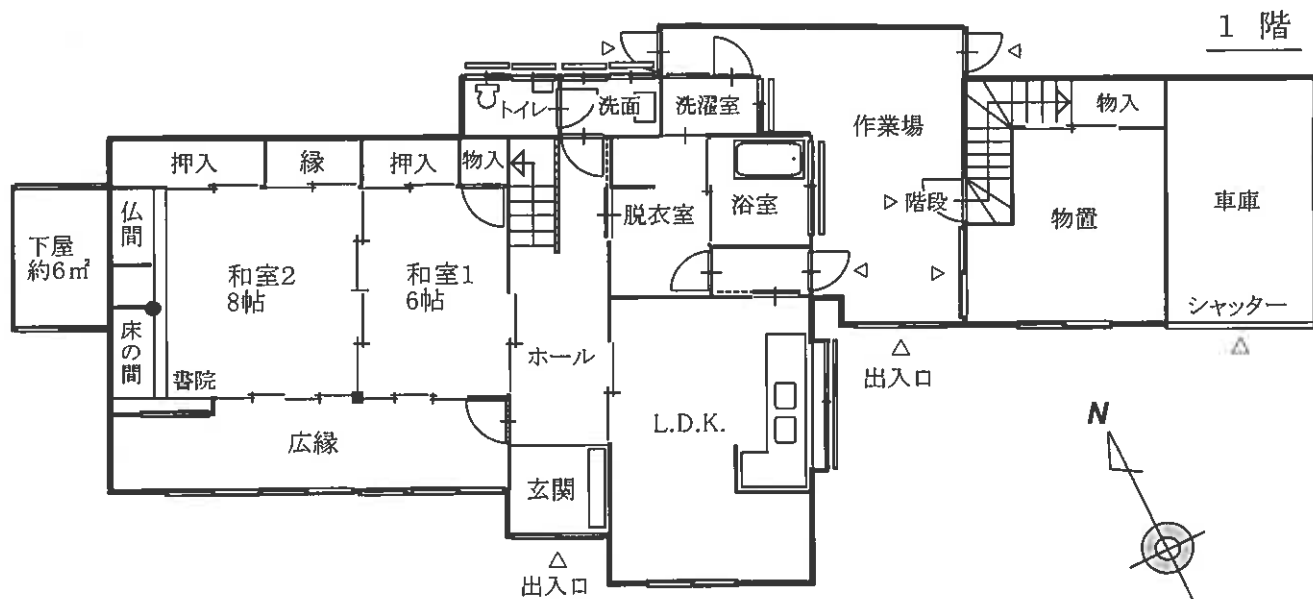 1 階
トイレ
洗面
洗濯室
作業場
物入
押入
縁
押入
物入
仏間
下屋
約6㎡
和室2
8帖
和室1
6帖
脱衣室
浴室
階段
物置
車庫
床の間
書院
ホール
シャッター
出入口
L.D.K.
広縁
玄関
出入口
N